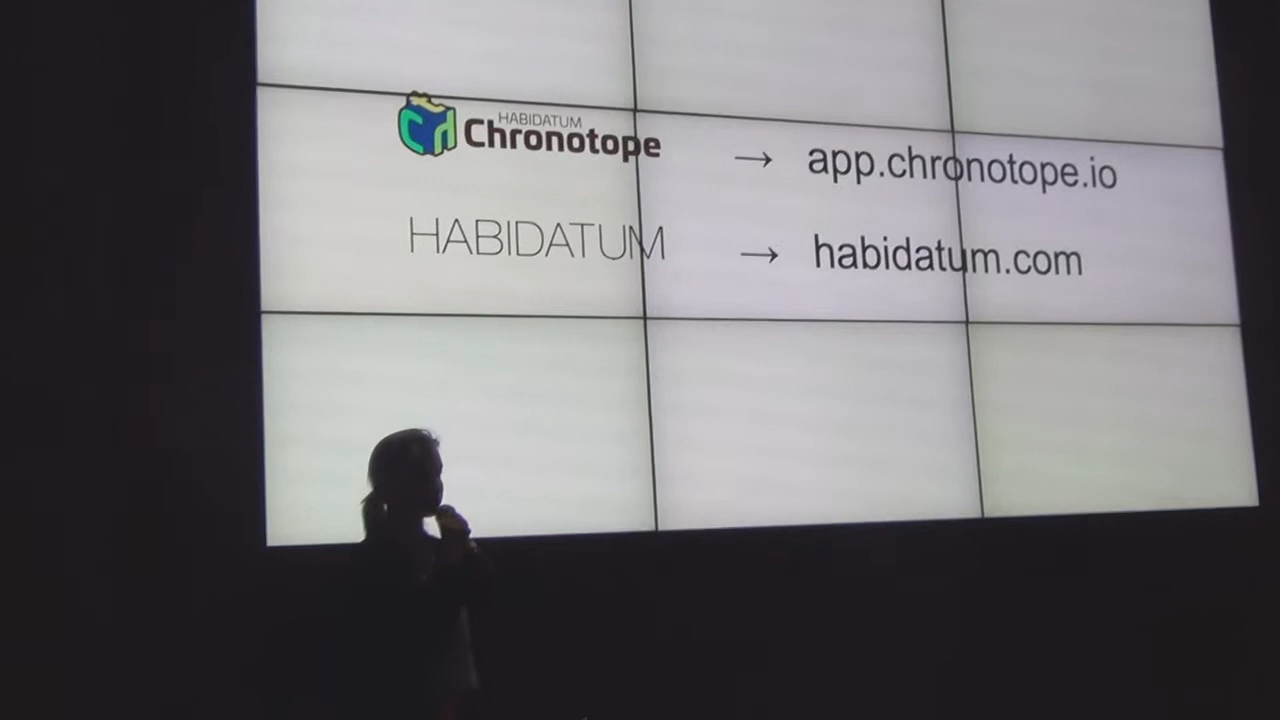 HABIDATUM
Chronotope → app.chronotope.io
HABIDATUM → habidatum.com